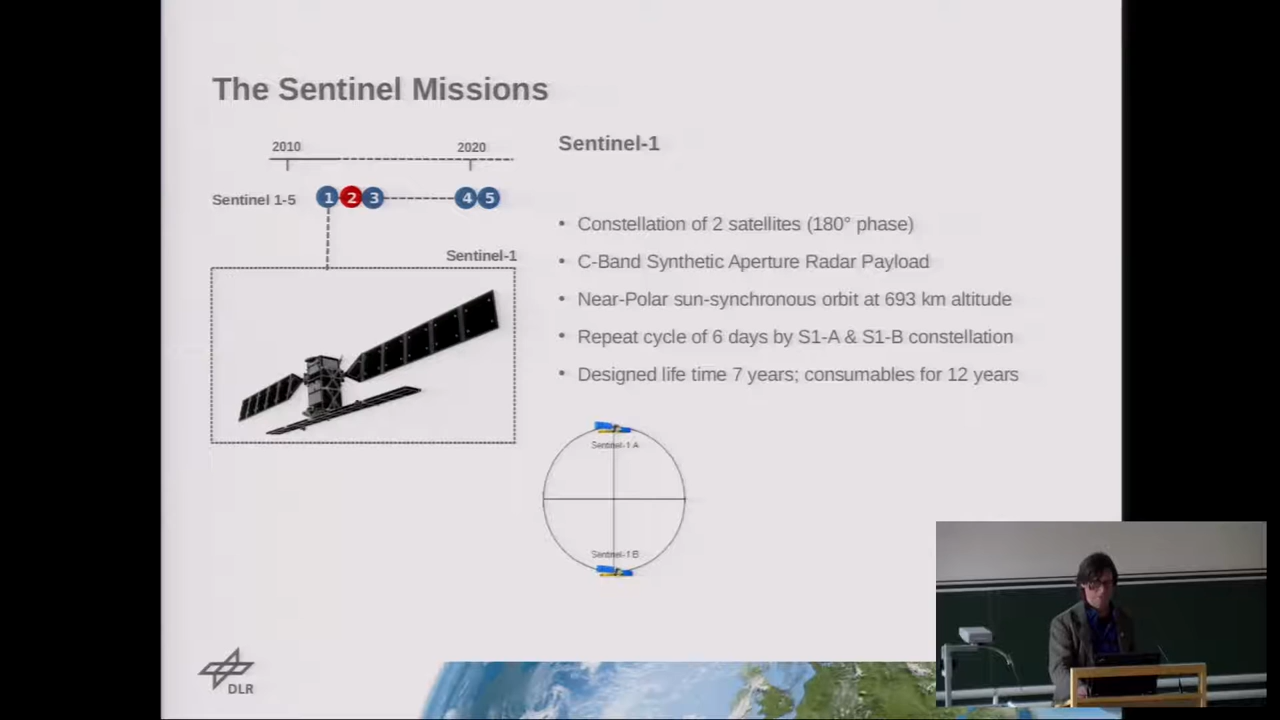 The Sentinel Missions
2010
2020
Sentinel 1-5
1 2 3 4 5
Sentinel-1
Sentinel-1
• Constellation of 2 satellites (180° phase)
• C-Band Synthetic Aperture Radar Payload
• Near-Polar sun-synchronous orbit at 693 km altitude
• Repeat cycle of 6 days by S1-A & S1-B constellation
• Designed life time 7 years; consumables for 12 years
Sentinel-1 A
Sentinel-1 B
DLR